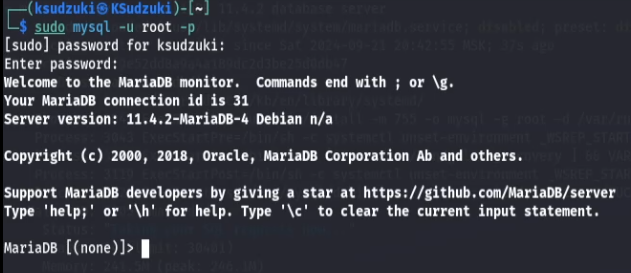 ┌──(ksudzuki㉿KSudzuki)-[~]
└─$ sudo mysql -u root -p
[sudo] password for ksudzuki:
Enter password:
Welcome to the MariaDB monitor.  Commands end with ; or \g.
Your MariaDB connection id is 31
Server version: 11.4.2-MariaDB-4 Debian n/a
Copyright (c) 2000, 2018, Oracle, MariaDB Corporation Ab and others.
Support MariaDB developers by giving a star at https://github.com/MariaDB/server
Type 'help;' or '\h' for help. Type '\c' to clear the current input statement.
MariaDB [(none)]>